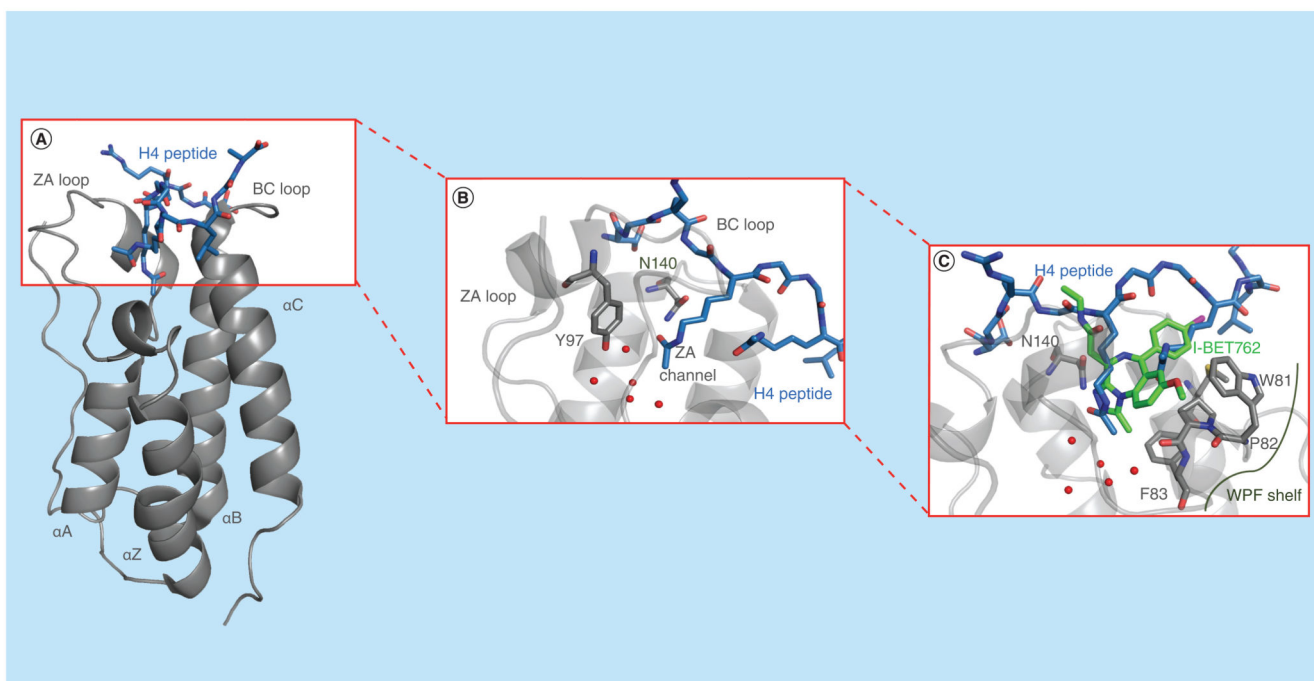 A
H4 peptide
ZA loop
BC loop
αC
αA
αZ
αB
B
BC loop
N140
ZA loop
Y97
ZA
channel
H4 peptide
C
H4 peptide
N140
I-BET762
W81
P82
F83
WPF shelf